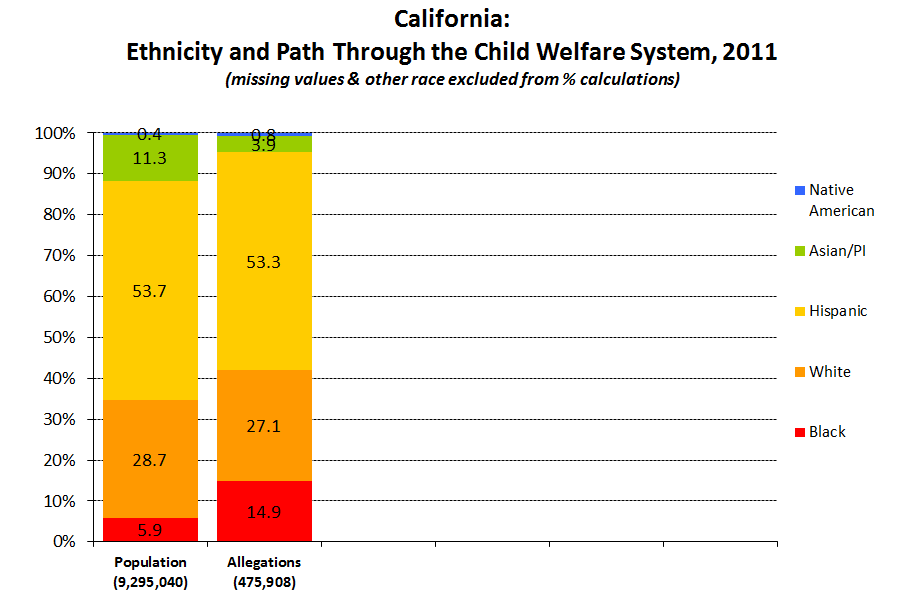 California:
Ethnicity and Path Through the Child Welfare System, 2011
(missing values & other race excluded from % calculations)
100%
90%
80%
70%
60%
50%
40%
30%
20%
10%
0%
0.4
11.3
53.7
28.7
5.9
0.8
3.9
53.3
27.1
14.9
Population
(9,295,040)
Allegations
(475,908)
Native
American
Asian/PI
Hispanic
White
Black